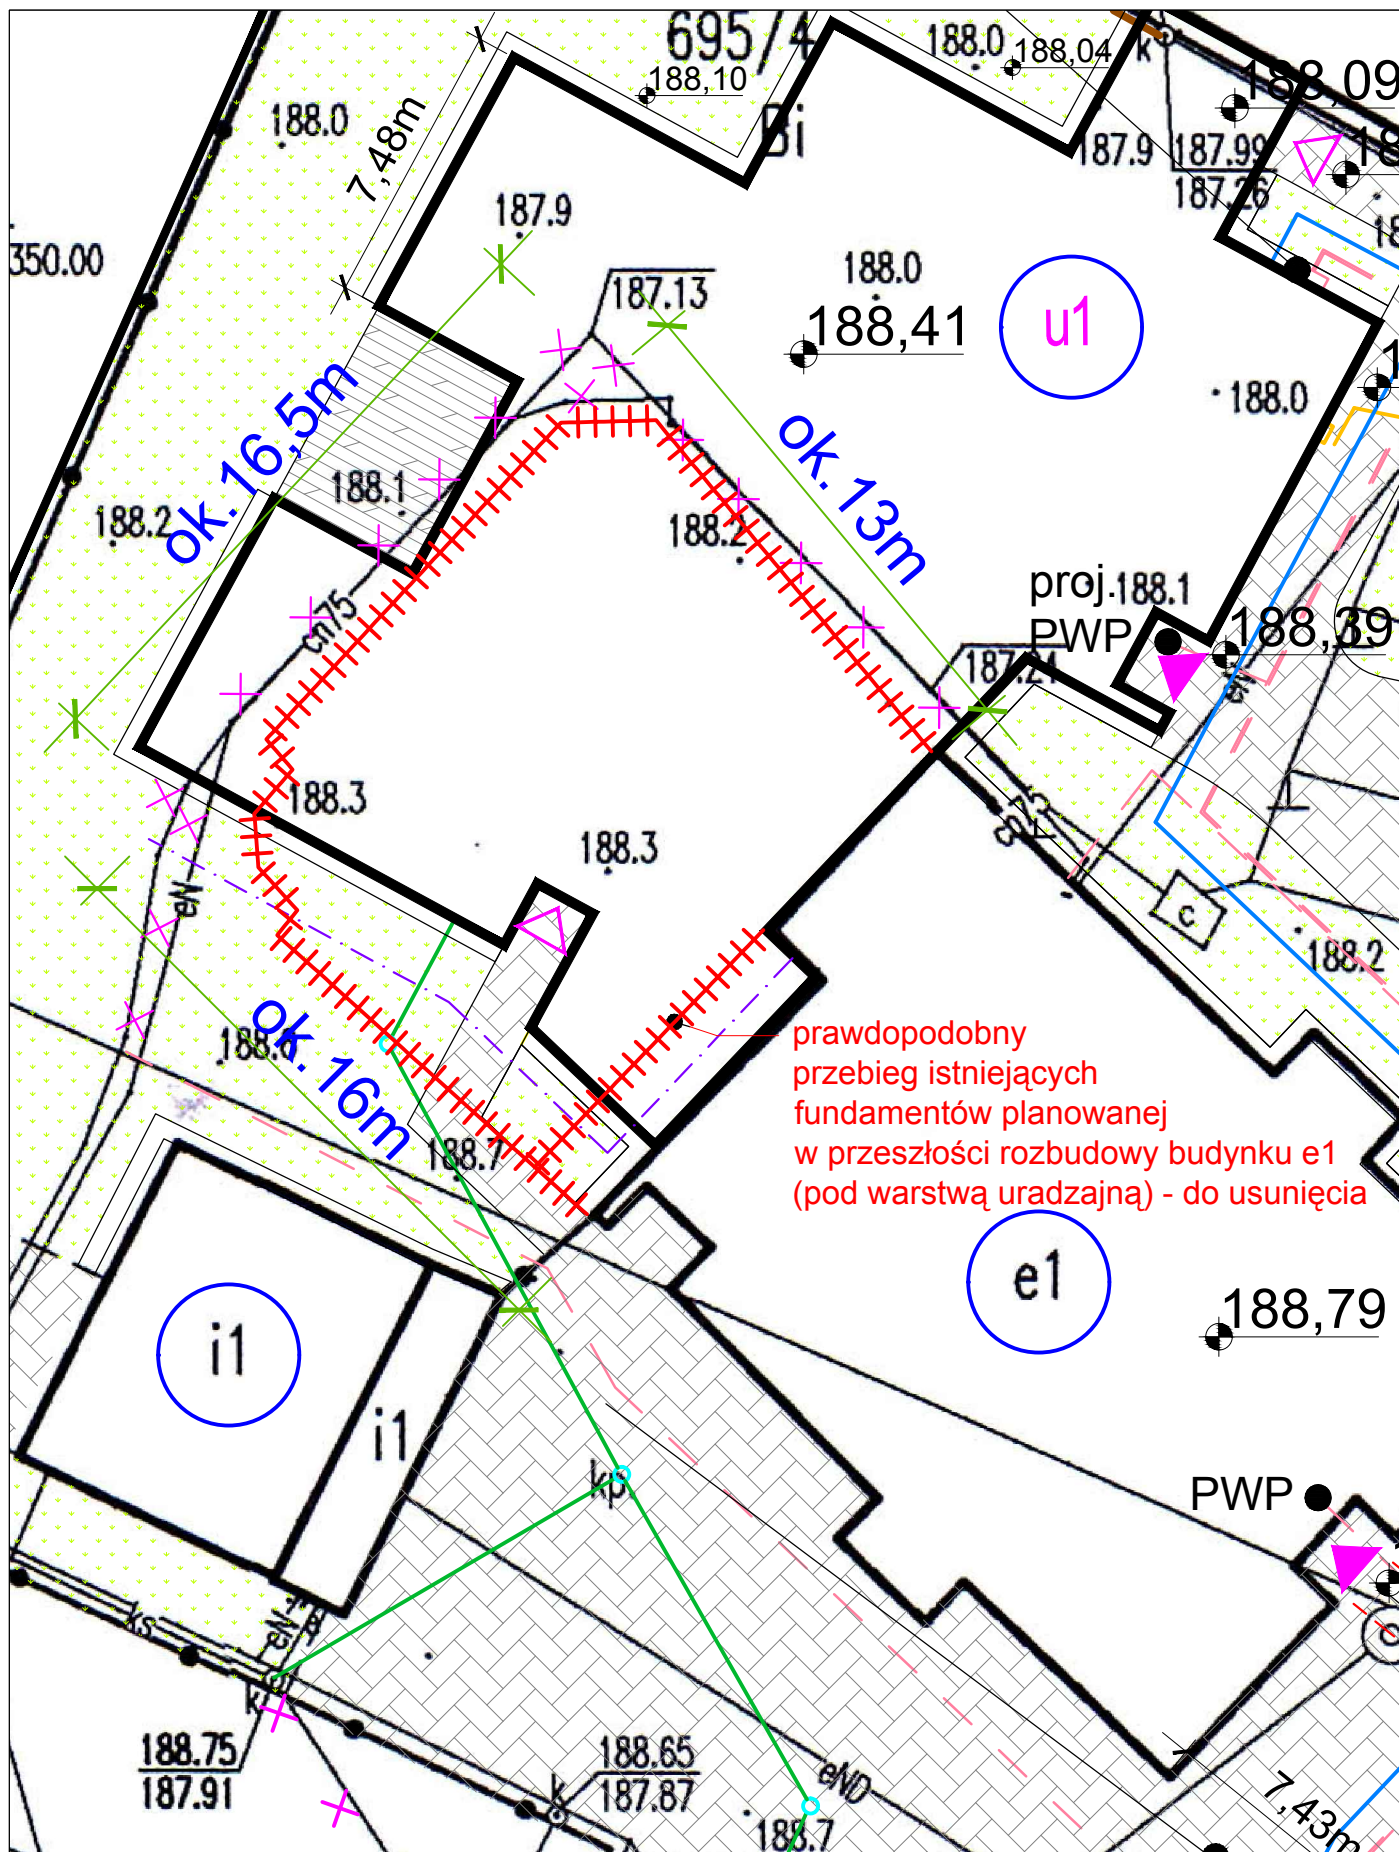 695/4
188.0
188,04
k
188,10
188,09
188.0
7,48m
Bi
187.9
187.99
187.26
187.9
350.00
188.0
187.13
188,41
u1
188.0
ok.16,5m
ok.13m
188.1
188.2
188.2
proj.
PWP
188.1
188,39
cn75
187.21
eN
188.3
188.3
cn75
eN
c
188.2
ok.16m
188.7
prawdopodobny
przebieg istniejących
fundamentów planowanej
w przeszłości rozbudowy budynku e1
(pod warstwą uradzajną) - do usunięcia
e1
188,79
i1
i1
kp
PWP
ks
eN
k
188.75
187.91
188.65
187.87
k
eND
188.7
7,43m